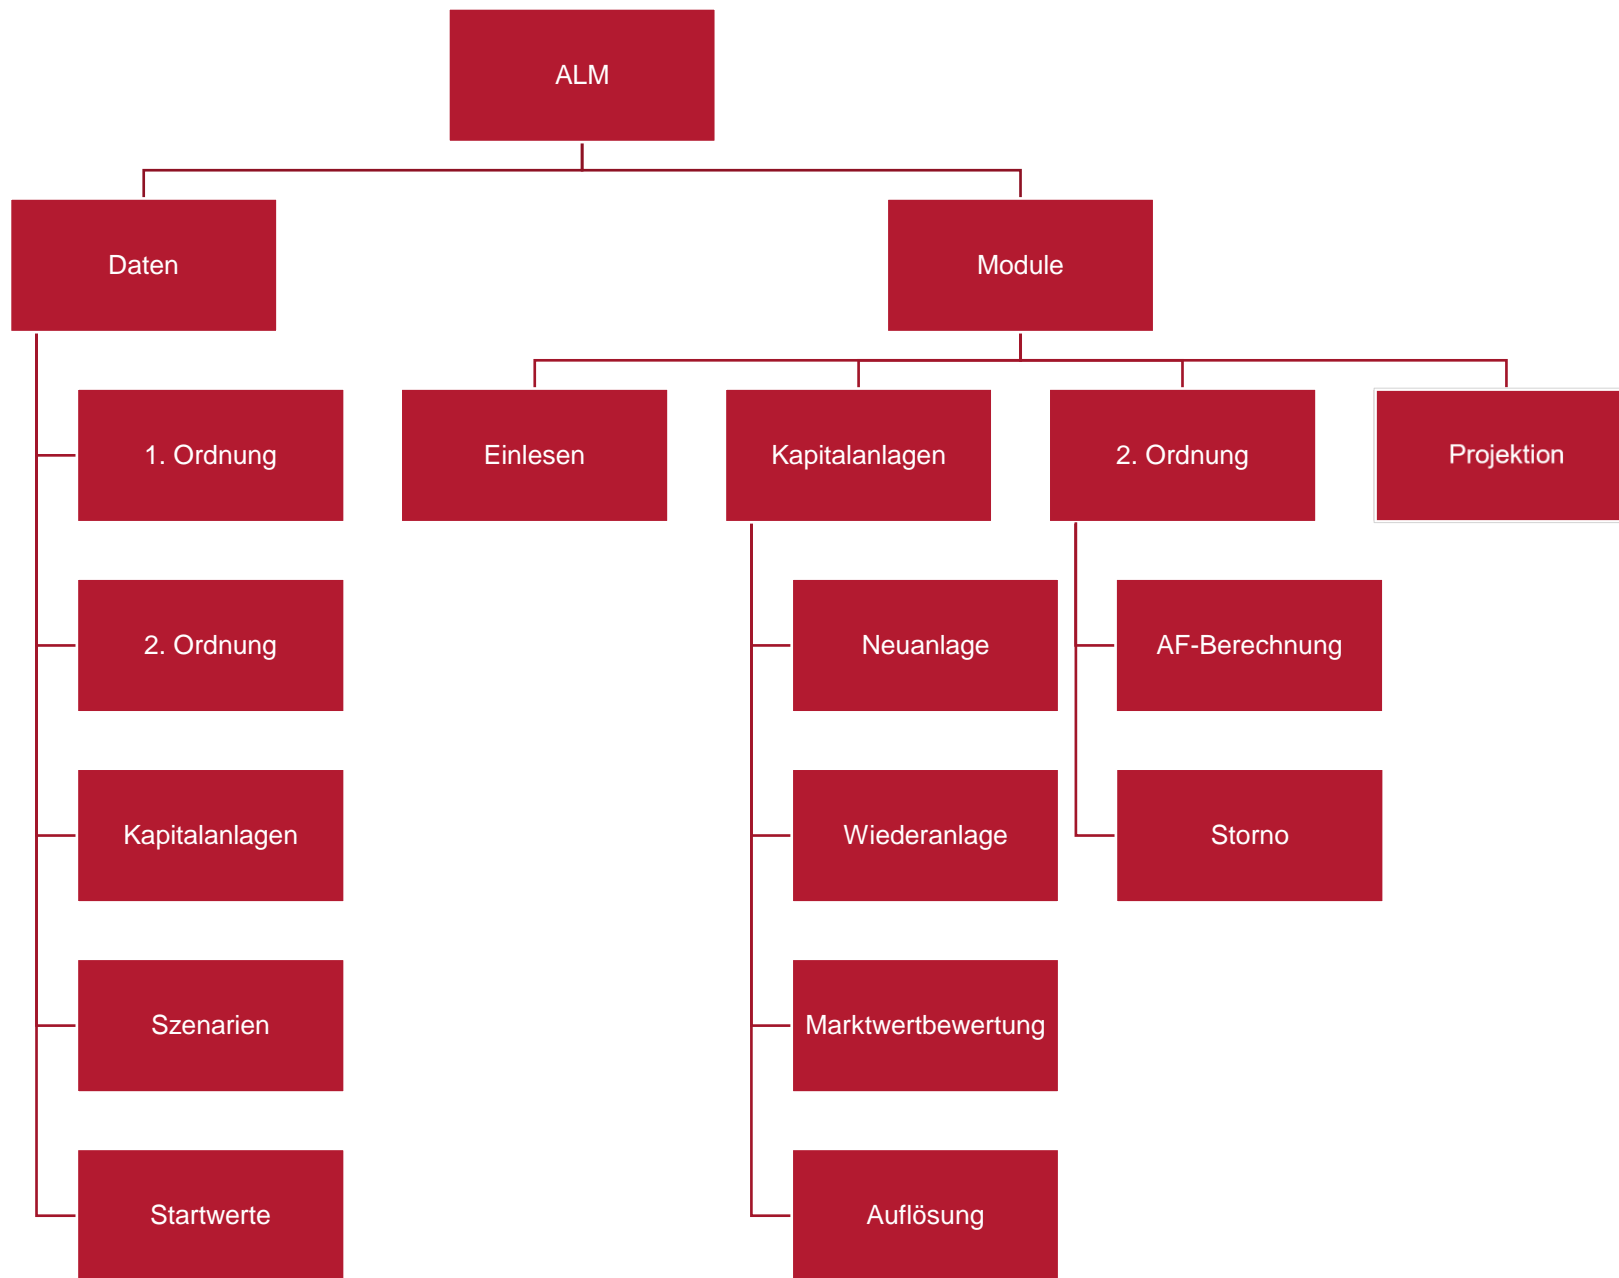 ALM
Daten
Module
1. Ordnung
Einlesen
Kapitalanlagen
2. Ordnung
Projektion
2. Ordnung
Neuanlage
AF-Berechnung
Kapitalanlagen
Wiederanlage
Storno
Szenarien
Marktwertbewertung
Startwerte
Auflösung